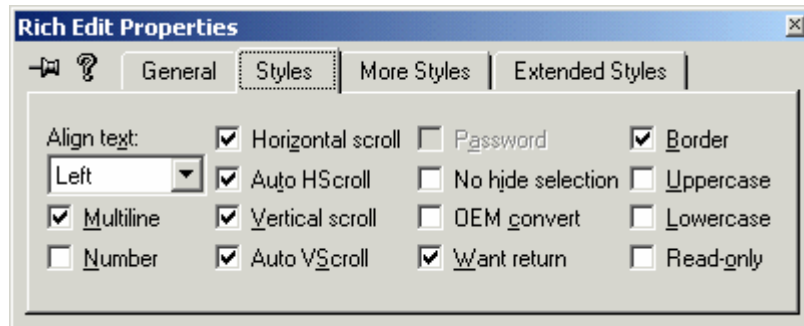 Rich Edit Properties
General Styles More Styles Extended Styles
Align text: Horizontal scroll Password Border
Left Auto HScroll No hide selection Uppercase
Multiline Vertical scroll OEM convert Lowercase
Number Auto VScroll Want return Read-only